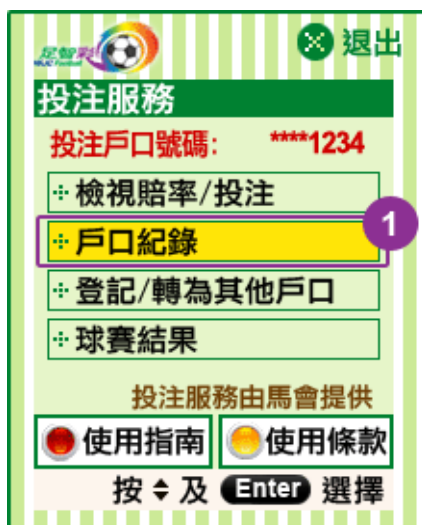 足智彩
HKJC Football
退出
投注服務
投注戶口號碼: ****1234
檢視賠率/投注
1
戶口紀錄
登記/轉為其他戶口
球賽結果
投注服務由馬會提供
使用指南 使用條款
按 及 Enter 選擇